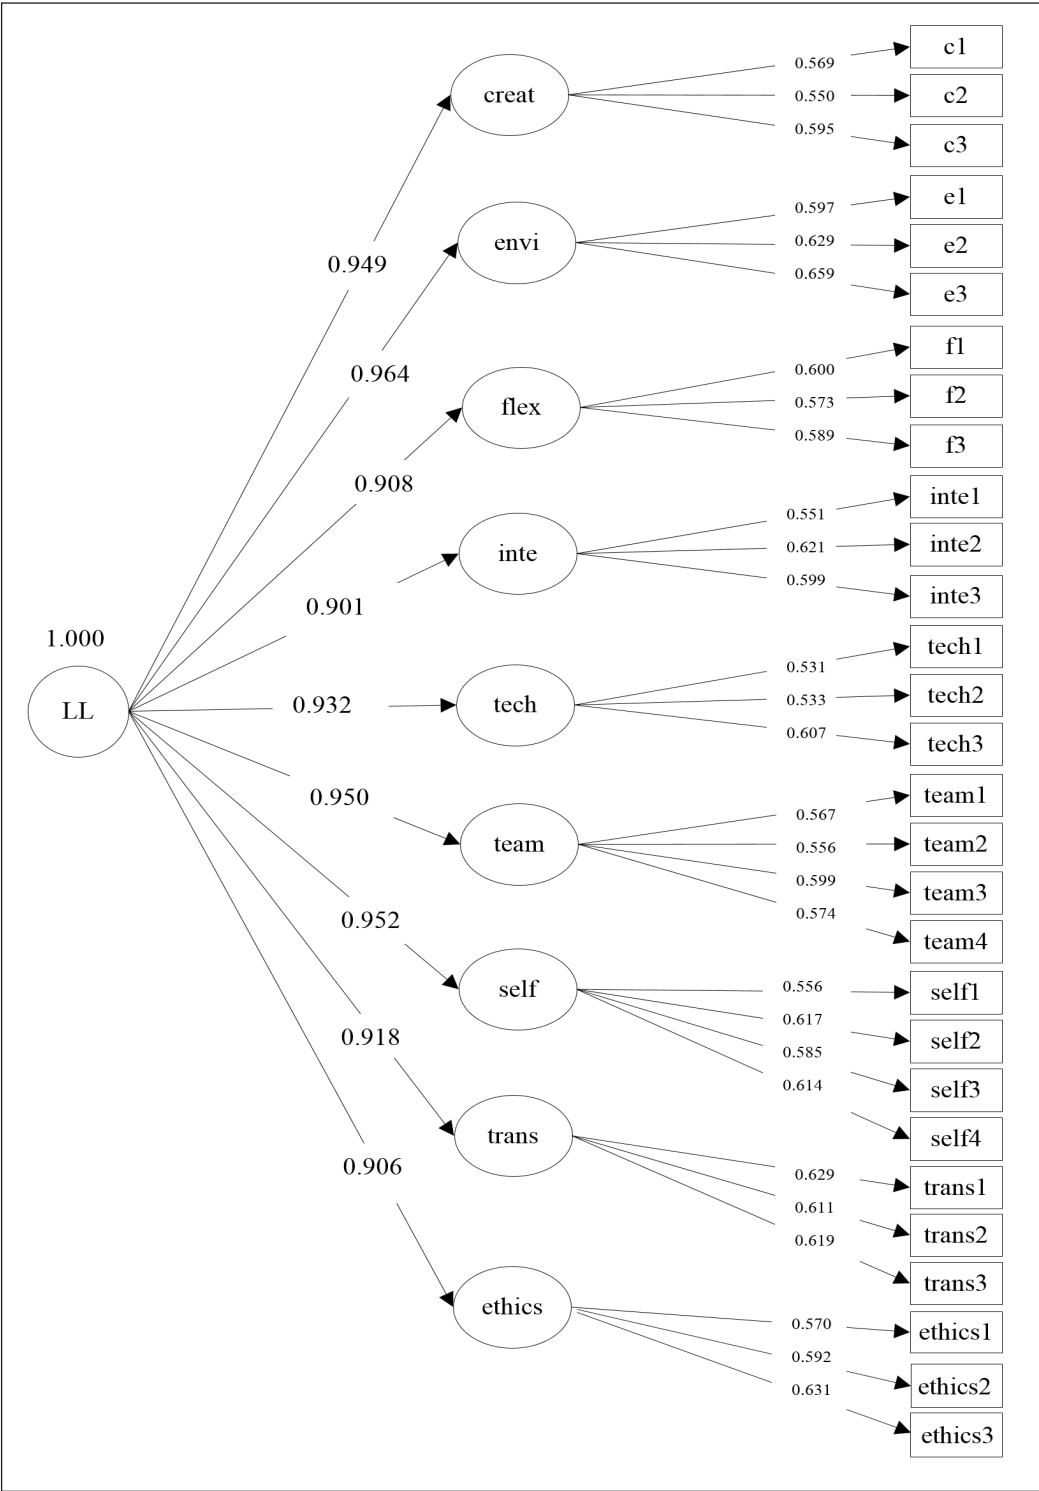 creat
0.569
0.550
0.595
c1
c2
c3
0.949
envi
0.597
0.629
0.659
e1
e2
e3
0.964
flex
0.600
0.573
0.589
f1
f2
f3
0.908
inte
0.551
0.621
0.599
inte1
inte2
inte3
0.901
1.000
LL
0.932
tech
0.531
0.533
0.607
tech1
tech2
tech3
0.950
team
0.567
0.556
0.599
0.574
team1
team2
team3
team4
0.952
self
0.556
0.617
0.585
0.614
self1
self2
self3
self4
0.918
trans
0.629
0.611
0.619
trans1
trans2
trans3
0.906
ethics
0.570
0.592
0.631
ethics1
ethics2
ethics3